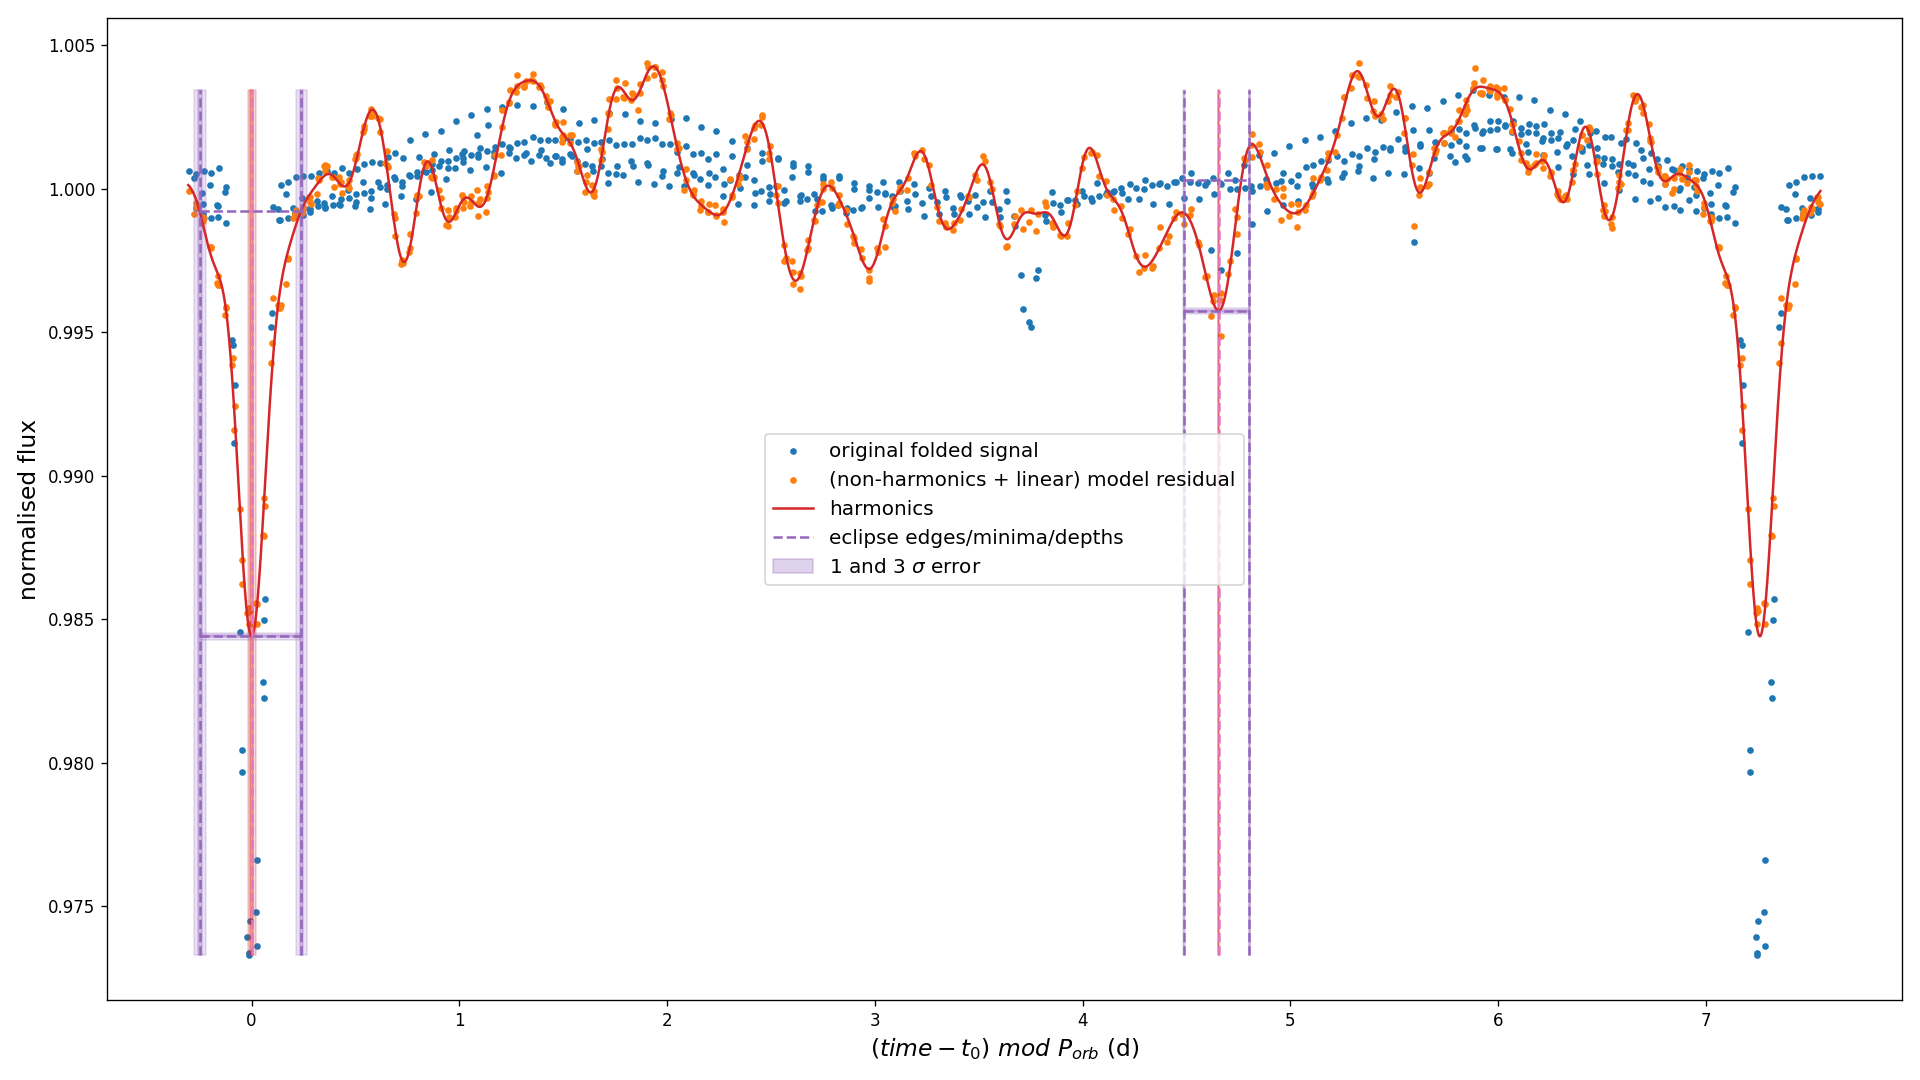 1.005
1.000
0.995
0.990
0.985
0.980
0.975
normalised flux
original folded signal
(non-harmonics + linear) model residual
harmonics
eclipse edges/minima/depths
1 and 3 σ error
0 1 2 3 4 5 6 7
(time − t₀) mod P_orb (d)